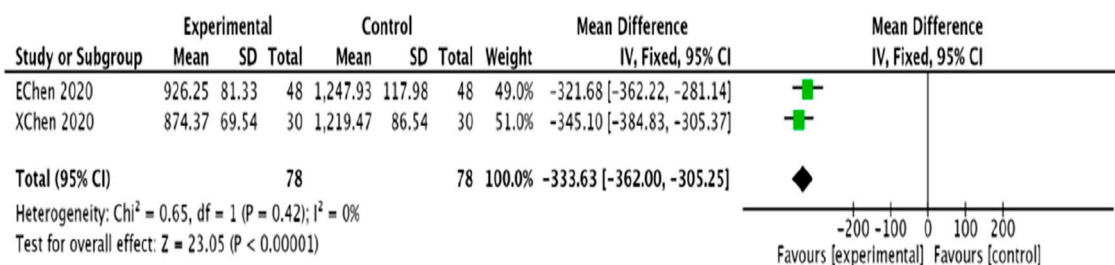 Experimental Control Mean Difference Mean Difference
Study or Subgroup Mean SD Total Mean SD Total Weight IV, Fixed, 95% CI IV, Fixed, 95% CI
EChen 2020 926.25 81.33 48 1,247.93 117.98 48 49.0% −321.68 [−362.22, −281.14]
XChen 2020 874.37 69.54 30 1,219.47 86.54 30 51.0% −345.10 [−384.83, −305.37]
Total (95% CI) 78 78 100.0% −333.63 [−362.00, −305.25]
Heterogeneity: Chi² = 0.65, df = 1 (P = 0.42); I² = 0%
Test for overall effect: Z = 23.05 (P < 0.00001)
−200 −100 0 100 200
Favours [experimental] Favours [control]